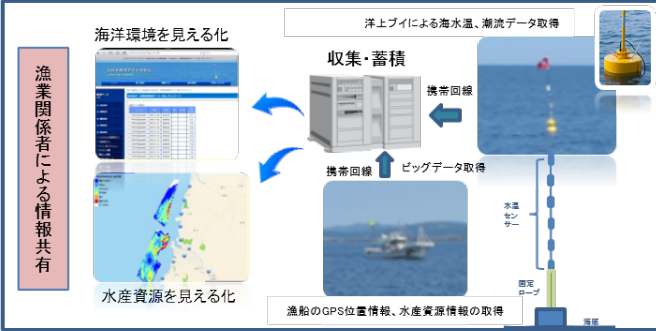 洋上ブイによる海水温、潮流データ取得
海洋環境を見える化
収集・蓄積
携帯回線
漁業関係者による情報共有
携帯回線
ビッグデータ取得
水温
センサー
水産資源を見える化
固定
ロープ
漁船のGPS位置情報、水産資源情報の取得
海底